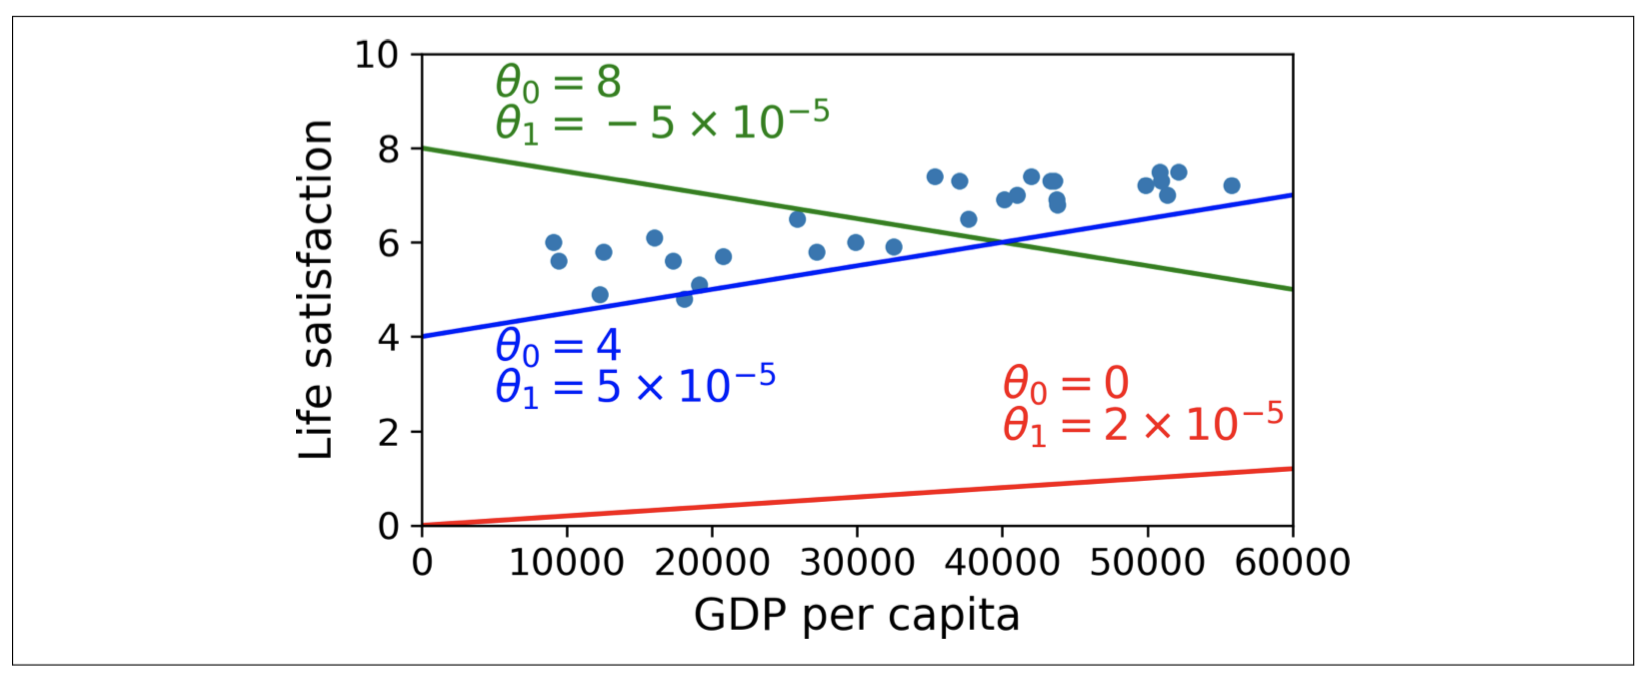 10
8
6
4
2
0
Life satisfaction
θ₀ = 8
θ₁ = − 5 × 10⁻⁵
θ₀ = 4
θ₁ = 5 × 10⁻⁵
θ₀ = 0
θ₁ = 2 × 10⁻⁵
0 10000 20000 30000 40000 50000 60000
GDP per capita